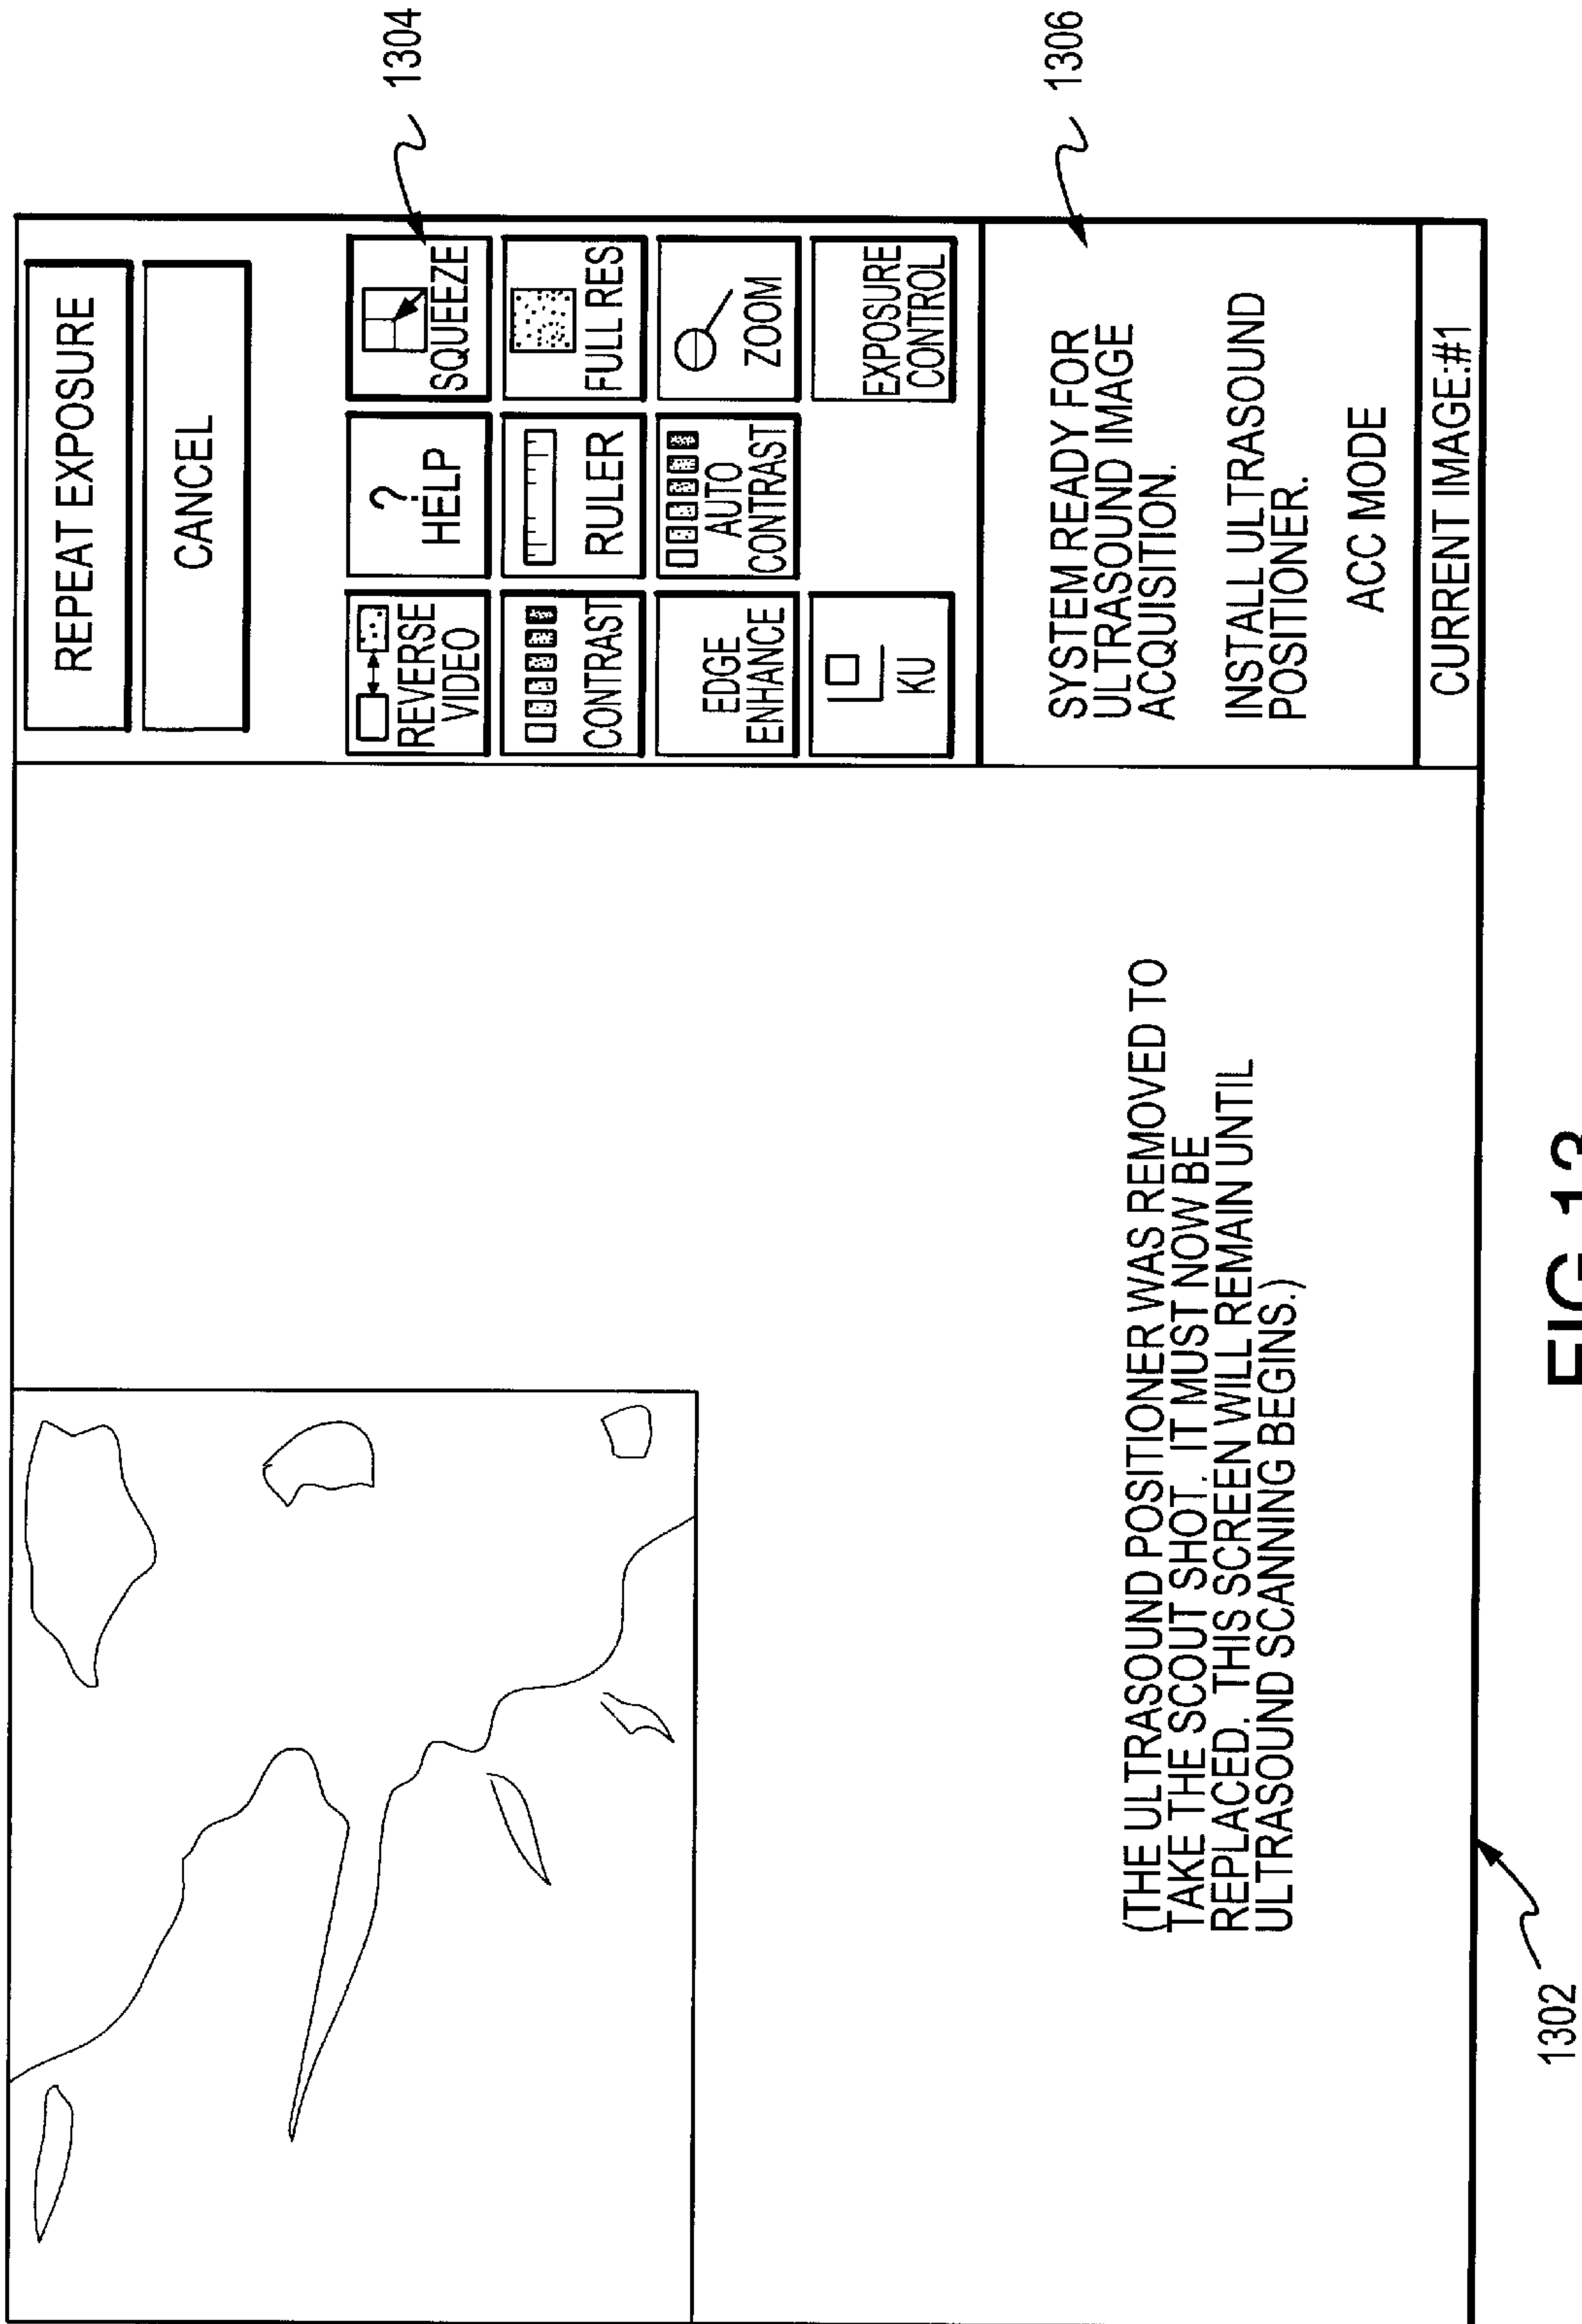 1304
REPEAT EXPOSURE
CANCEL
REVERSE
VIDEO
?
HELP
SQUEEZE
CONTRAST
RULER
FULL RES
EDGE
ENHANCE
AUTO
CONTRAST
ZOOM
KU
EXPOSURE
CONTROL
1306
SYSTEM READY FOR
ULTRASOUND IMAGE
ACQUISITION.
INSTALL ULTRASOUND
POSITIONER.
ACC MODE
CURRENT IMAGE:#1
(THE ULTRASOUND POSITIONER WAS REMOVED TO
TAKE THE SCOUT SHOT. IT MUST NOW BE
REPLACED. THIS SCREEN WILL REMAIN UNTIL
ULTRASOUND SCANNING BEGINS.)
1302
FIG. 13